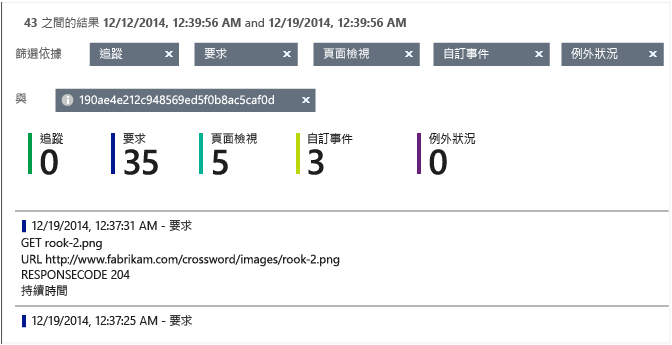 43 之間的結果 12/12/2014, 12:39:56 AM and 12/19/2014, 12:39:56 AM
篩選依據 追蹤 × 要求 × 頁面檢視 × 自訂事件 × 例外狀況 ×
與 190ae4e212c948569ed5f0b8ac5caf0d ×
追蹤 要求 頁面檢視 自訂事件 例外狀況
0 35 5 3 0
12/19/2014, 12:37:31 AM - 要求
GET rook-2.png
URL http://www.fabrikam.com/crossword/images/rook-2.png
RESPONSECODE 204
持續時間
12/19/2014, 12:37:25 AM - 要求